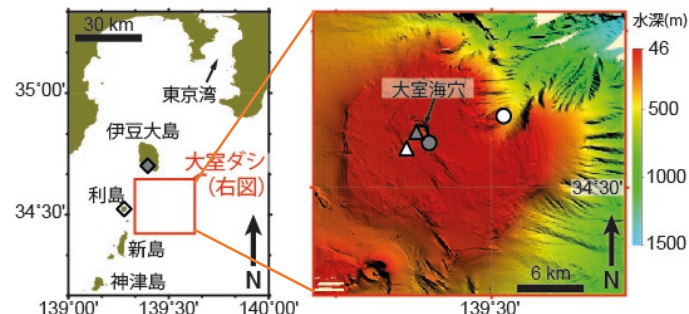 30 km
35°00'
東京湾
伊豆大島
大室ダシ
(右図)
利島
34°30'
新島
神津島
N
139°00'
139°30'
140°00'
水深(m)
46
500
1000
1500
大室海穴
34°30'
N
6 km
139°30'